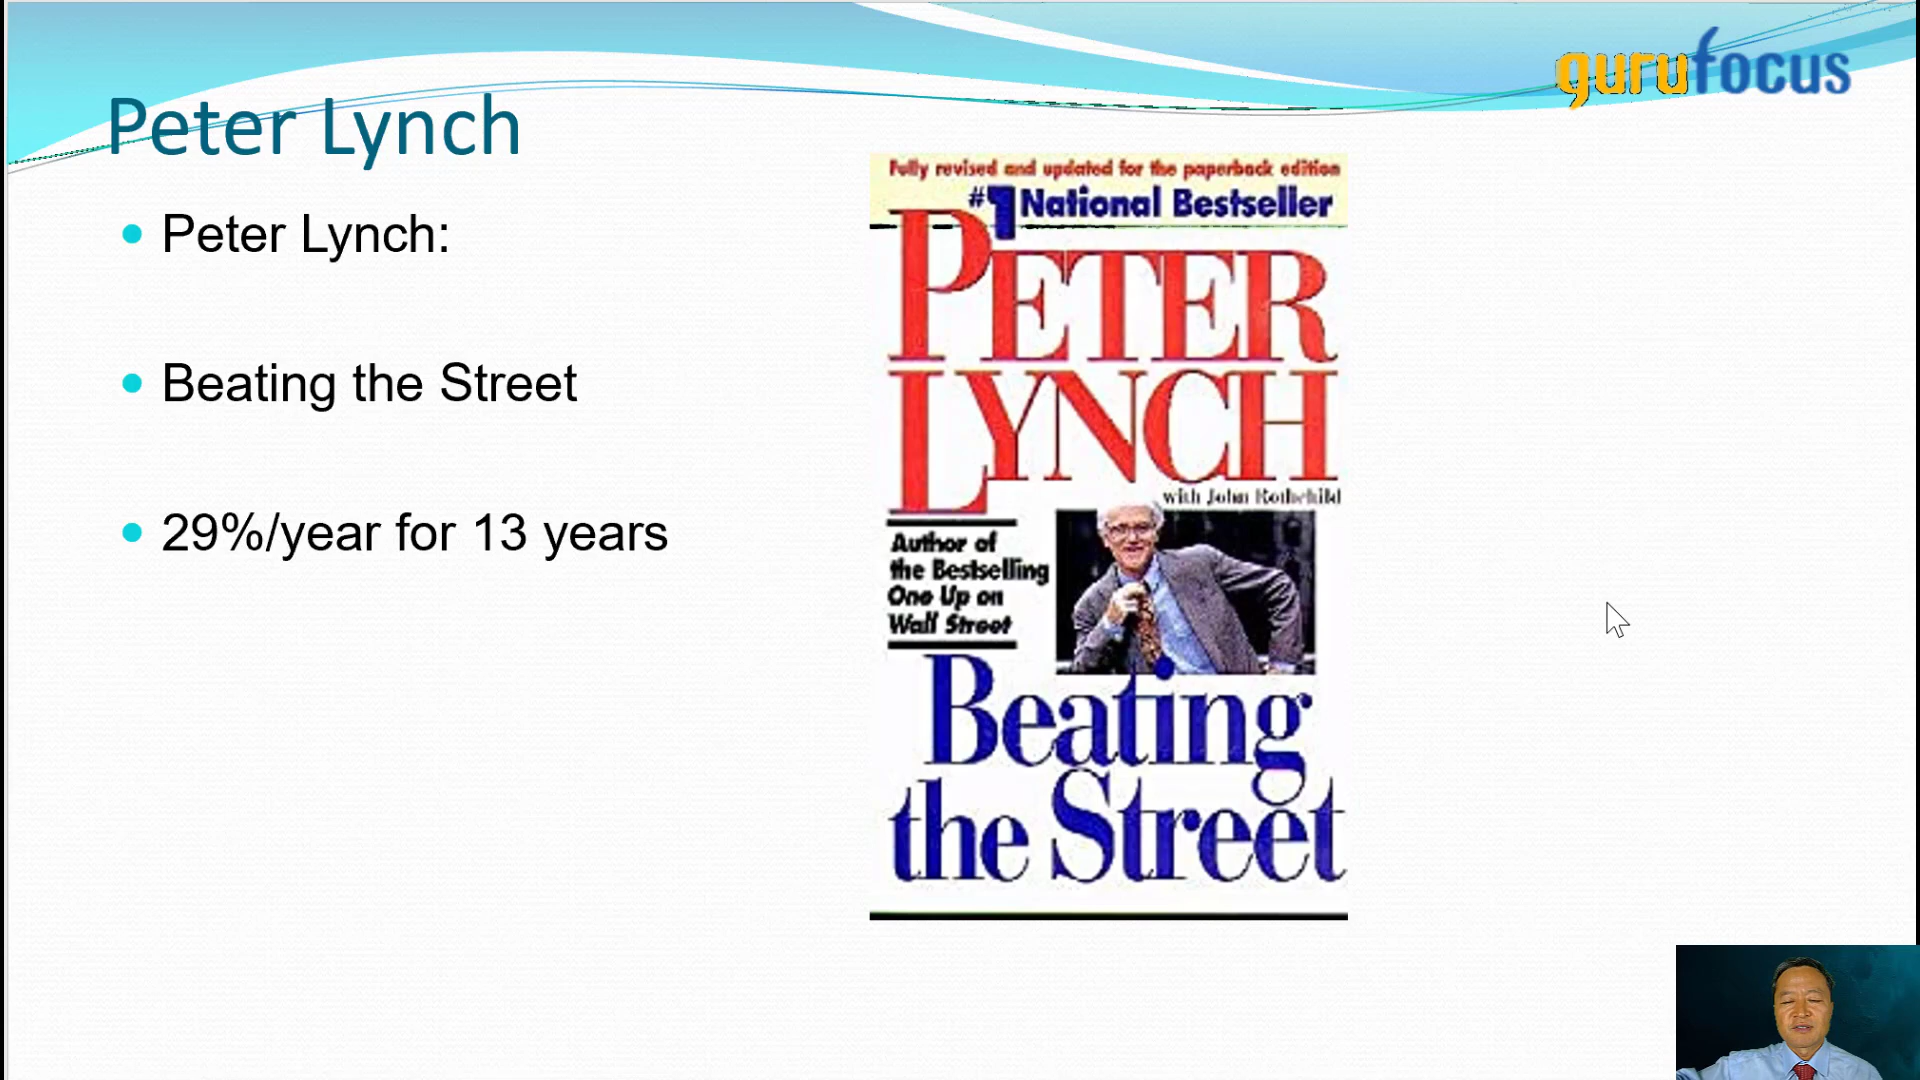 gurufocus
Peter Lynch
Peter Lynch:
Beating the Street
29%/year for 13 years
Fully revised and updated for the paperback edition
#1 National Bestseller
PETER
LYNCH
with John Rothchild
Author of
the Bestselling
One Up on
Wall Street
Beating
the Street